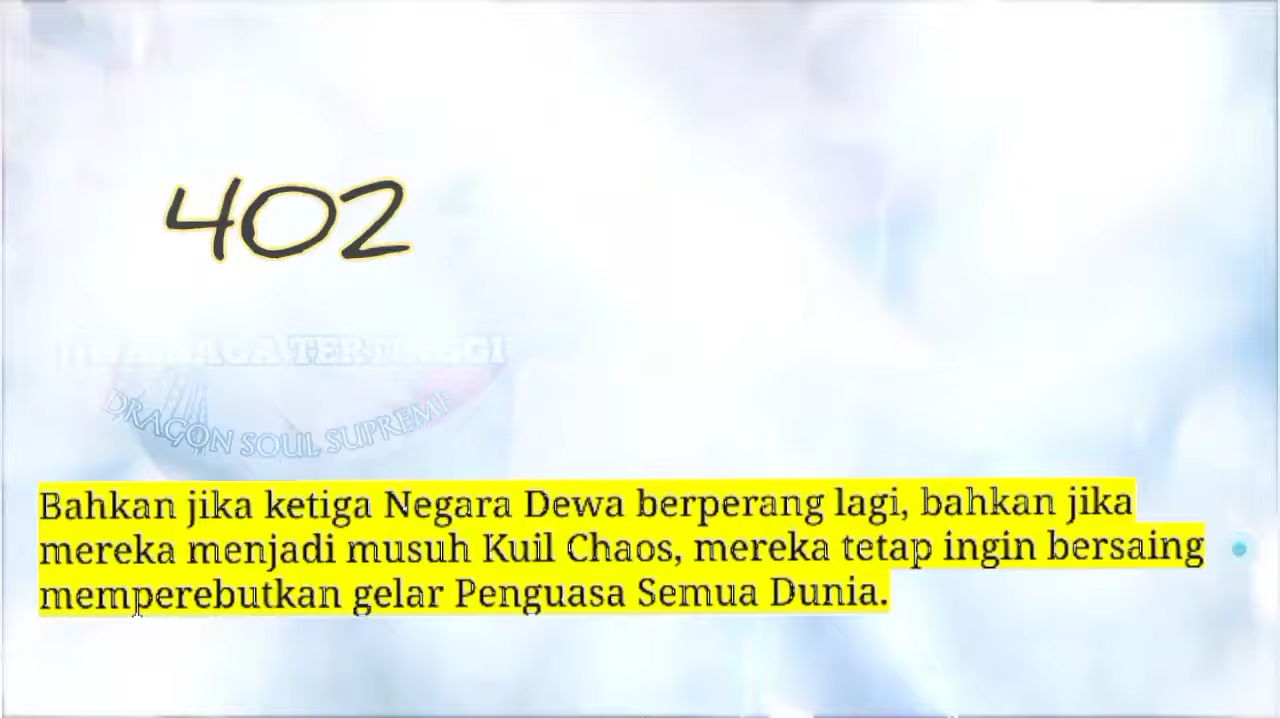 402
TERTINGGI
DRAGON SOUL SUPREME
Bahkan jika ketiga Negara Dewa berperang lagi, bahkan jika
mereka menjadi musuh Kuil Chaos, mereka tetap ingin bersaing
memperebutkan gelar Penguasa Semua Dunia.